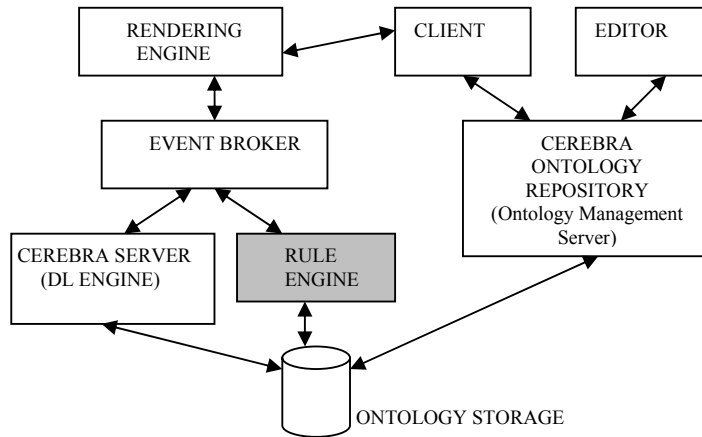 RENDERING
ENGINE
CLIENT
EDITOR
EVENT BROKER
CEREBRA
ONTOLOGY
REPOSITORY
(Ontology Management
Server)
CEREBRA SERVER
(DL ENGINE)
RULE
ENGINE
ONTOLOGY STORAGE